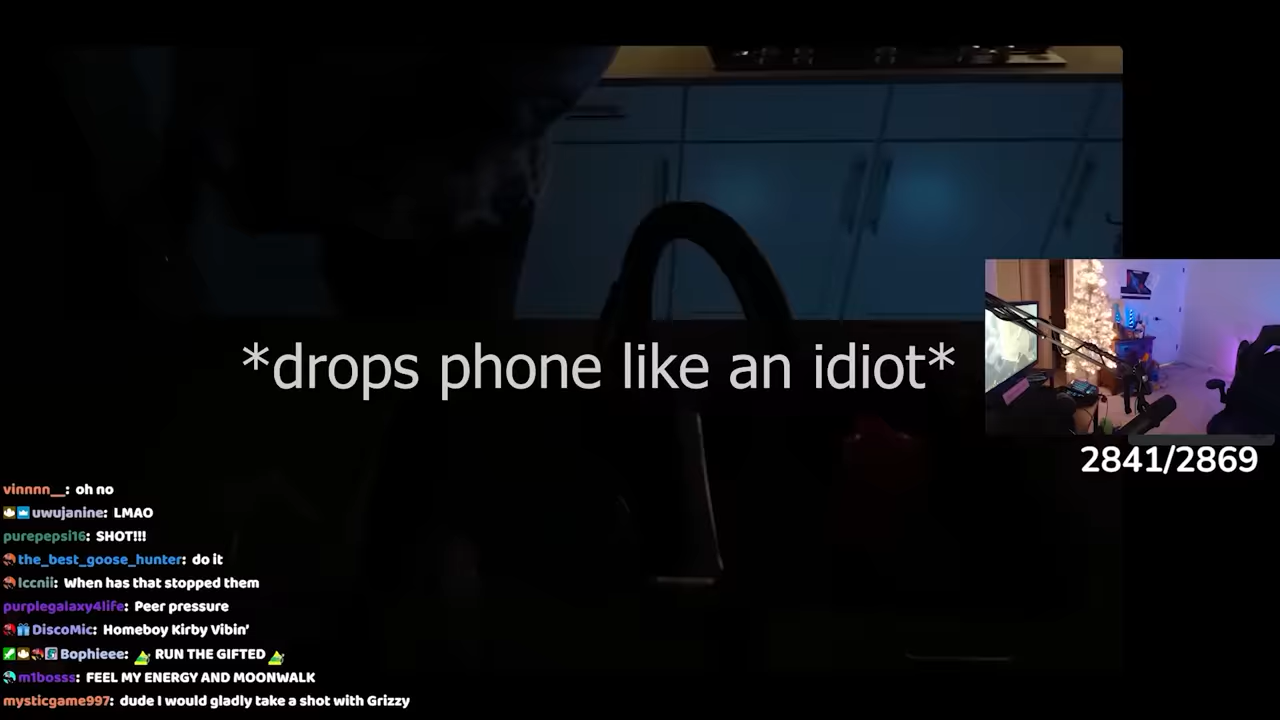 *drops phone like an idiot*
2841/2869
vinnnn__: oh no
uwujanine: LMAO
purepepsi16: SHOT!!!
the_best_goose_hunter: do it
lccnii: When has that stopped them
purplegalaxy4life: Peer pressure
DiscoMic: Homeboy Kirby Vibin'
Bophieee: RUN THE GIFTED
m1bosss: FEEL MY ENERGY AND MOONWALK
mysticgame997: dude I would gladly take a shot with Grizzy